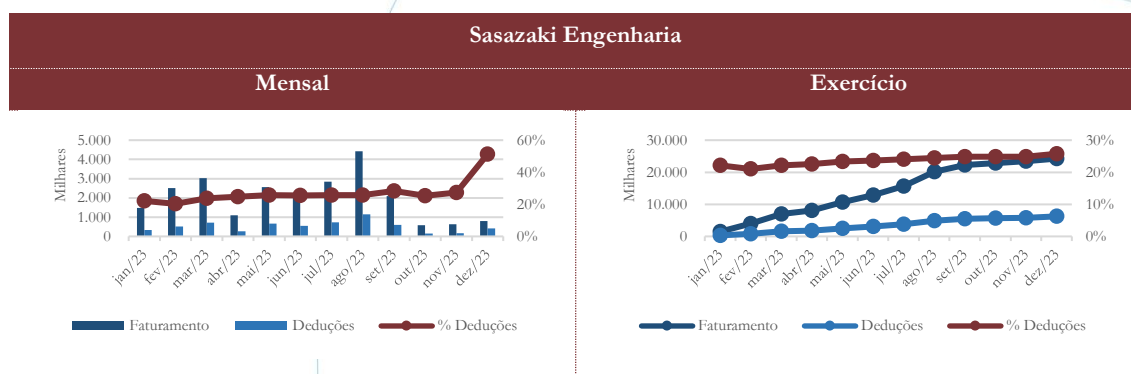 Sasazaki Engenharia
Mensal
Milhares
5.000
4.000
3.000
2.000
1.000
0
60%
40%
20%
0%
jan/23
fev/23
mar/23
abr/23
mai/23
jun/23
jul/23
ago/23
set/23
out/23
nov/23
dez/23
Faturamento Deduções % Deduções
Exercício
Milhares
30.000
20.000
10.000
0
30%
20%
10%
0%
jan/23
fev/23
mar/23
abr/23
mai/23
jun/23
jul/23
ago/23
set/23
out/23
nov/23
dez/23
Faturamento Deduções % Deduções